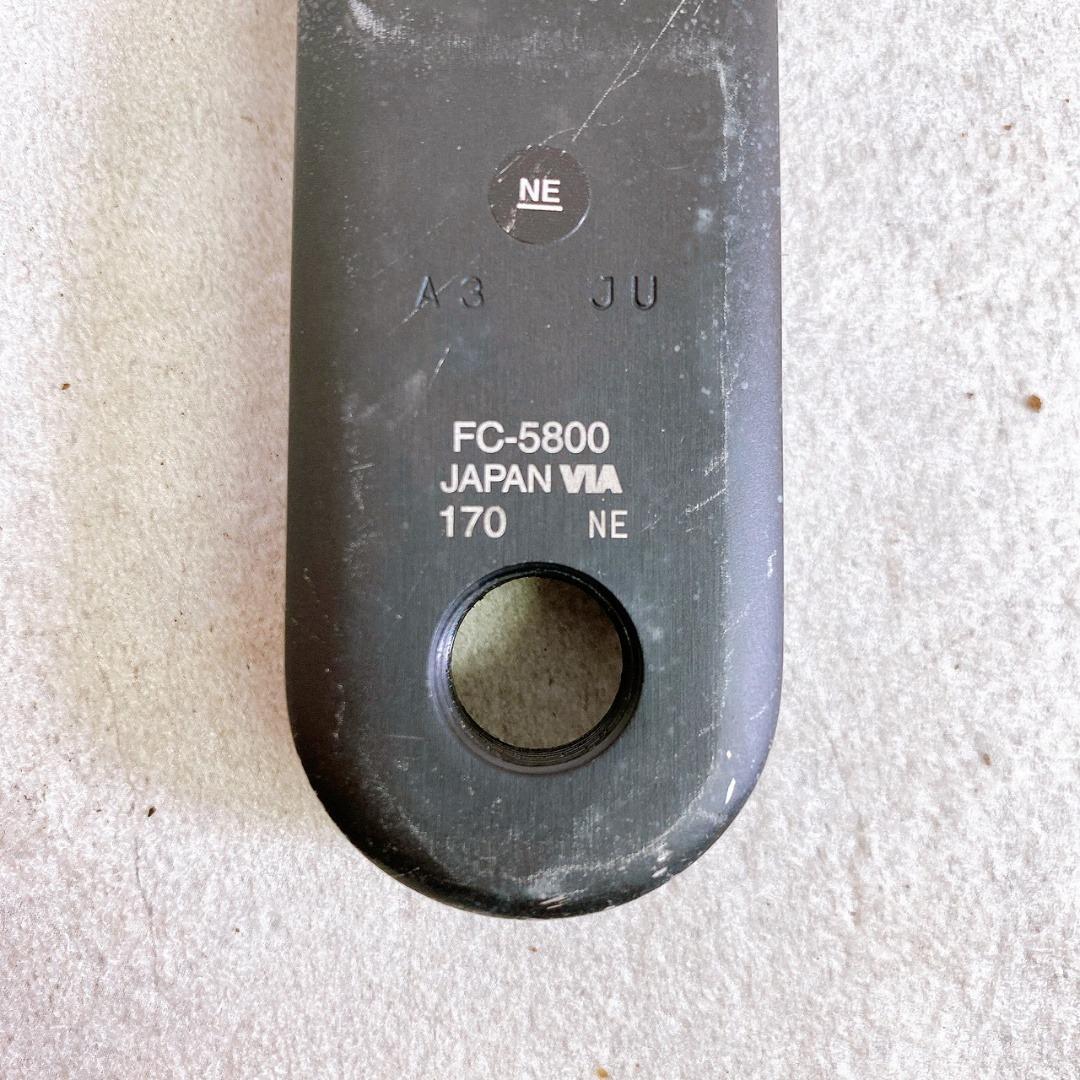 NE
A3 JU
FC-5800
JAPAN VIA
170 NE